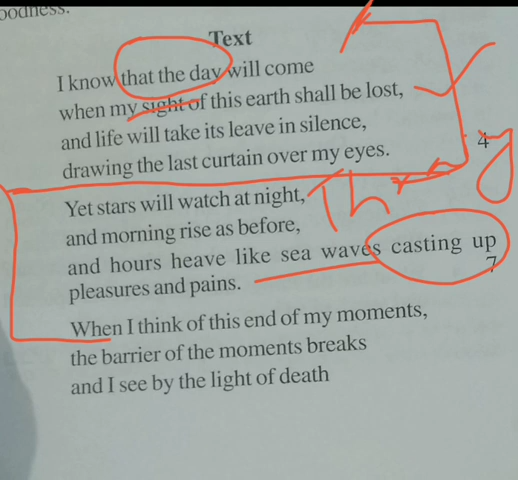 oodness.
Text
I know that the day will come
when my sight of this earth shall be lost,
and life will take its leave in silence,
drawing the last curtain over my eyes. 4
Yet stars will watch at night,
and morning rise as before,
and hours heave like sea waves casting up 7
pleasures and pains.
When I think of this end of my moments,
the barrier of the moments breaks
and I see by the light of death